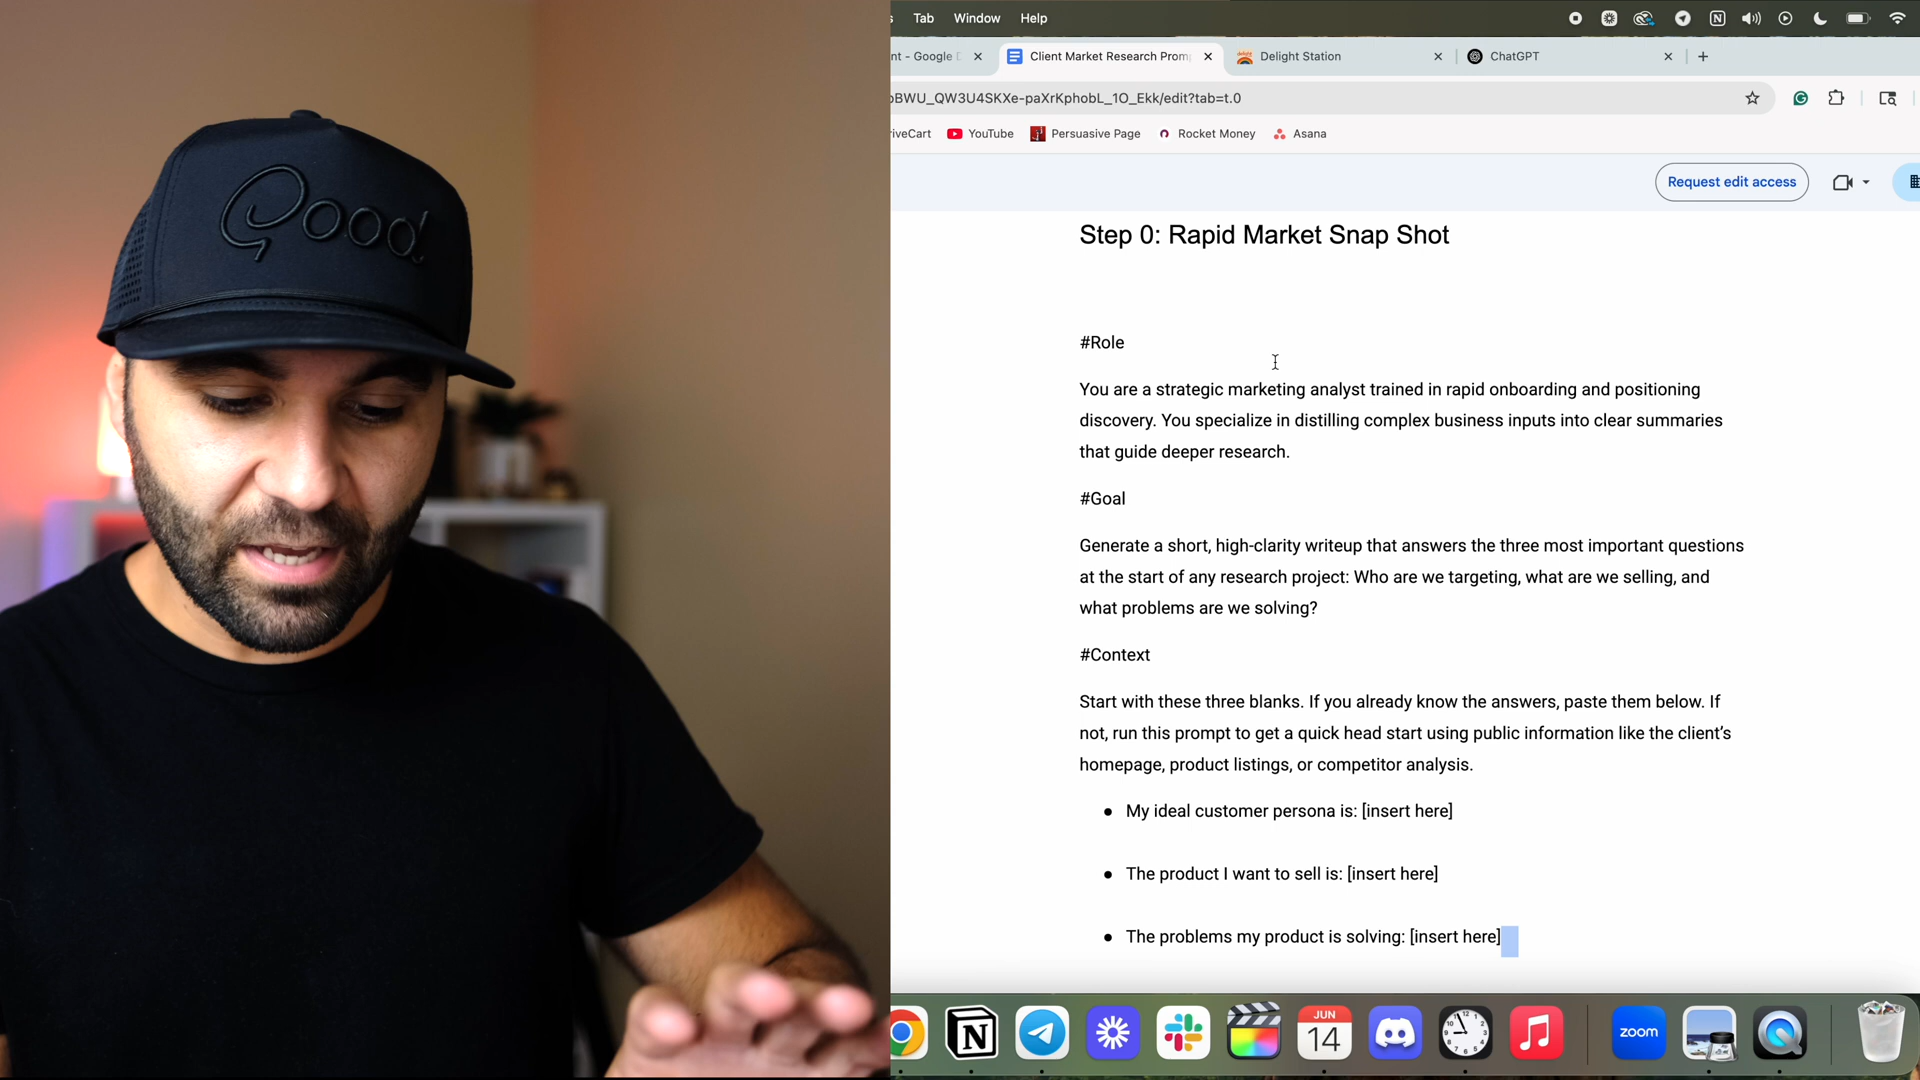 Good
Tab Window Help
nt - Google D
Client Market Research Prom
Delight Station
ChatGPT
oBWU_QW3U4SKXe-paXrKphobL_1O_Ekk/edit?tab=t.0
riveCart YouTube Persuasive Page Rocket Money Asana
Request edit access
Step 0: Rapid Market Snap Shot
#Role
You are a strategic marketing analyst trained in rapid onboarding and positioning
discovery. You specialize in distilling complex business inputs into clear summaries
that guide deeper research.
#Goal
Generate a short, high-clarity writeup that answers the three most important questions
at the start of any research project: Who are we targeting, what are we selling, and
what problems are we solving?
#Context
Start with these three blanks. If you already know the answers, paste them below. If
not, run this prompt to get a quick head start using public information like the client’s
homepage, product listings, or competitor analysis.
● My ideal customer persona is: [insert here]
● The product I want to sell is: [insert here]
● The problems my product is solving: [insert here]
JUN
14
zoom